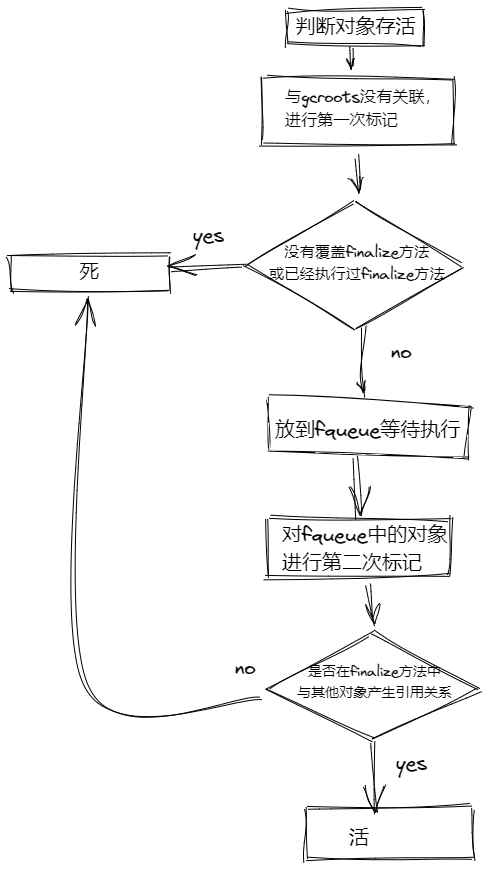 判断对象存活
与gcroots没有关联，
进行第一次标记
yes
没有覆盖finalize方法
或已经执行过finalize方法
死
no
放到fqueue等待执行
对fqueue中的对象
进行第二次标记
no
是否在finalize方法中
与其他对象产生引用关系
yes
活